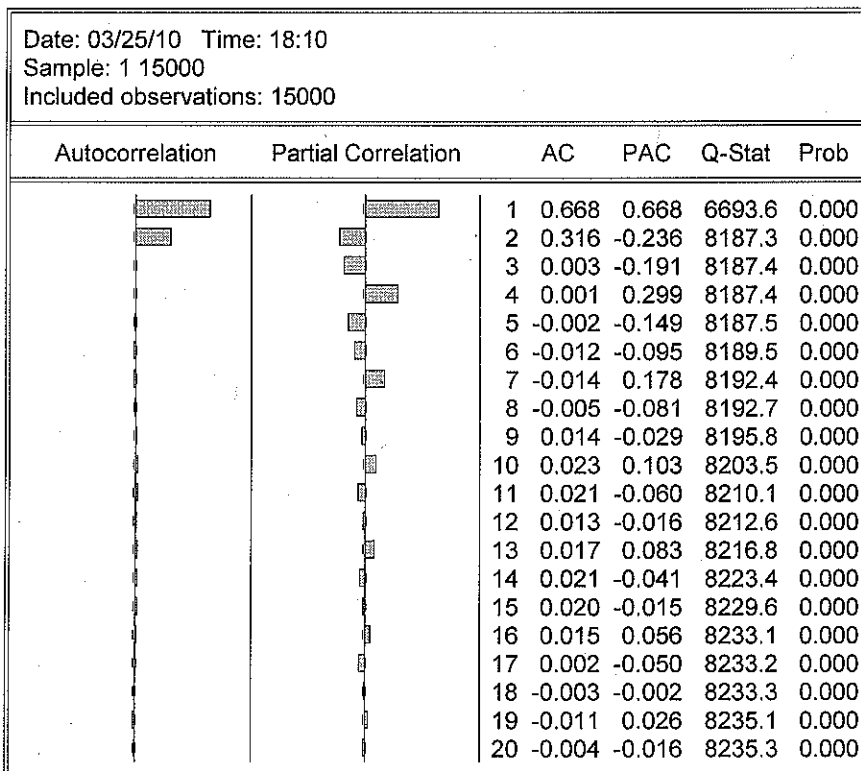 Date: 03/25/10 Time: 18:10
Sample: 1 15000
Included observations: 15000
Autocorrelation Partial Correlation AC PAC Q-Stat Prob
1 0.668 0.668 6693.6 0.000
2 0.316 -0.236 8187.3 0.000
3 0.003 -0.191 8187.4 0.000
4 0.001 0.299 8187.4 0.000
5 -0.002 -0.149 8187.5 0.000
6 -0.012 -0.095 8189.5 0.000
7 -0.014 0.178 8192.4 0.000
8 -0.005 -0.081 8192.7 0.000
9 0.014 -0.029 8195.8 0.000
10 0.023 0.103 8203.5 0.000
11 0.021 -0.060 8210.1 0.000
12 0.013 -0.016 8212.6 0.000
13 0.017 0.083 8216.8 0.000
14 0.021 -0.041 8223.4 0.000
15 0.020 -0.015 8229.6 0.000
16 0.015 0.056 8233.1 0.000
17 0.002 -0.050 8233.2 0.000
18 -0.003 -0.002 8233.3 0.000
19 -0.011 0.026 8235.1 0.000
20 -0.004 -0.016 8235.3 0.000